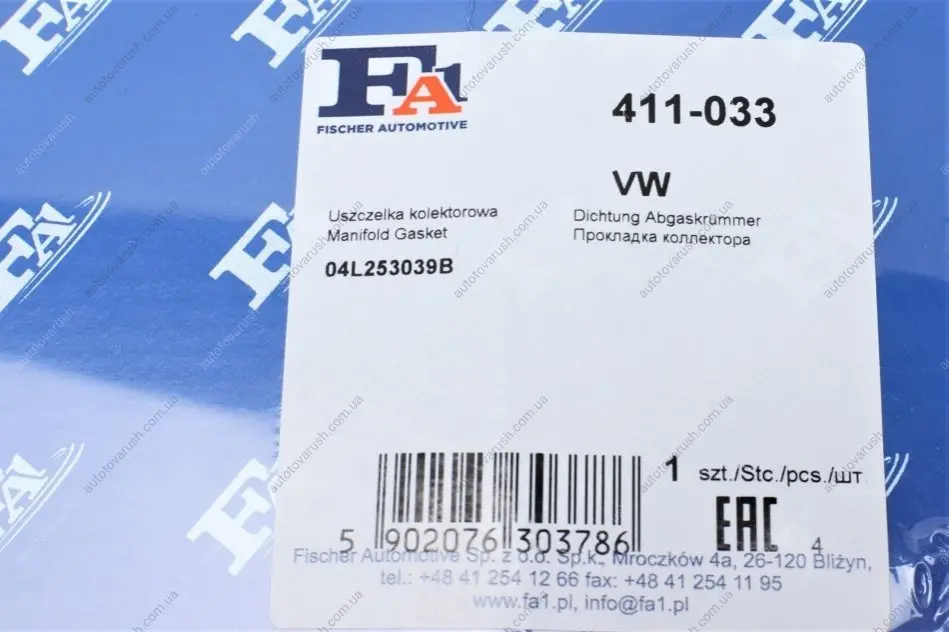 FA1
FISCHER AUTOMOTIVE
411-033
VW
Uszczelka kolektorowa
Manifold Gasket
Dichtung Abgaskrümmer
Прокладка коллектора
04L253039B
1 szt./Stc./pcs./шт.
EAC
4
5 902076 303786
Fischer Automotive Sp. z o.o. Sp.k., Mroczków 4a, 26-120 Bliżyn,
tel.: +48 41 254 12 66 fax: +48 41 254 11 95
www.fa1.pl, info@fa1.pl
autotovarush.com.ua